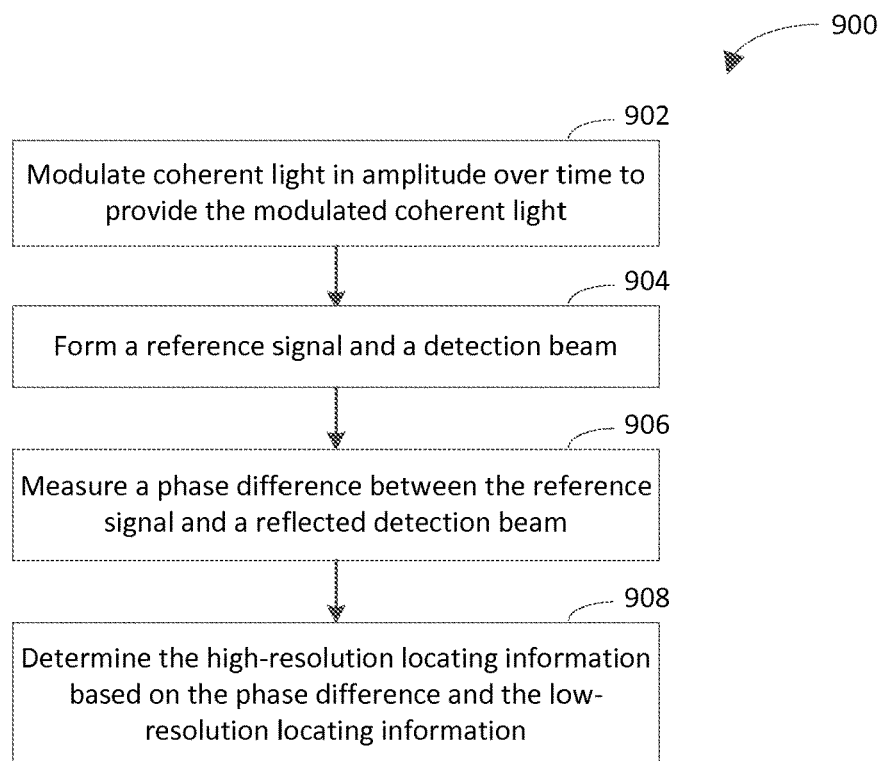 900
902
Modulate coherent light in amplitude over time to
provide the modulated coherent light
904
Form a reference signal and a detection beam
906
Measure a phase difference between the reference
signal and a reflected detection beam
908
Determine the high-resolution locating information
based on the phase difference and the low-
resolution locating information